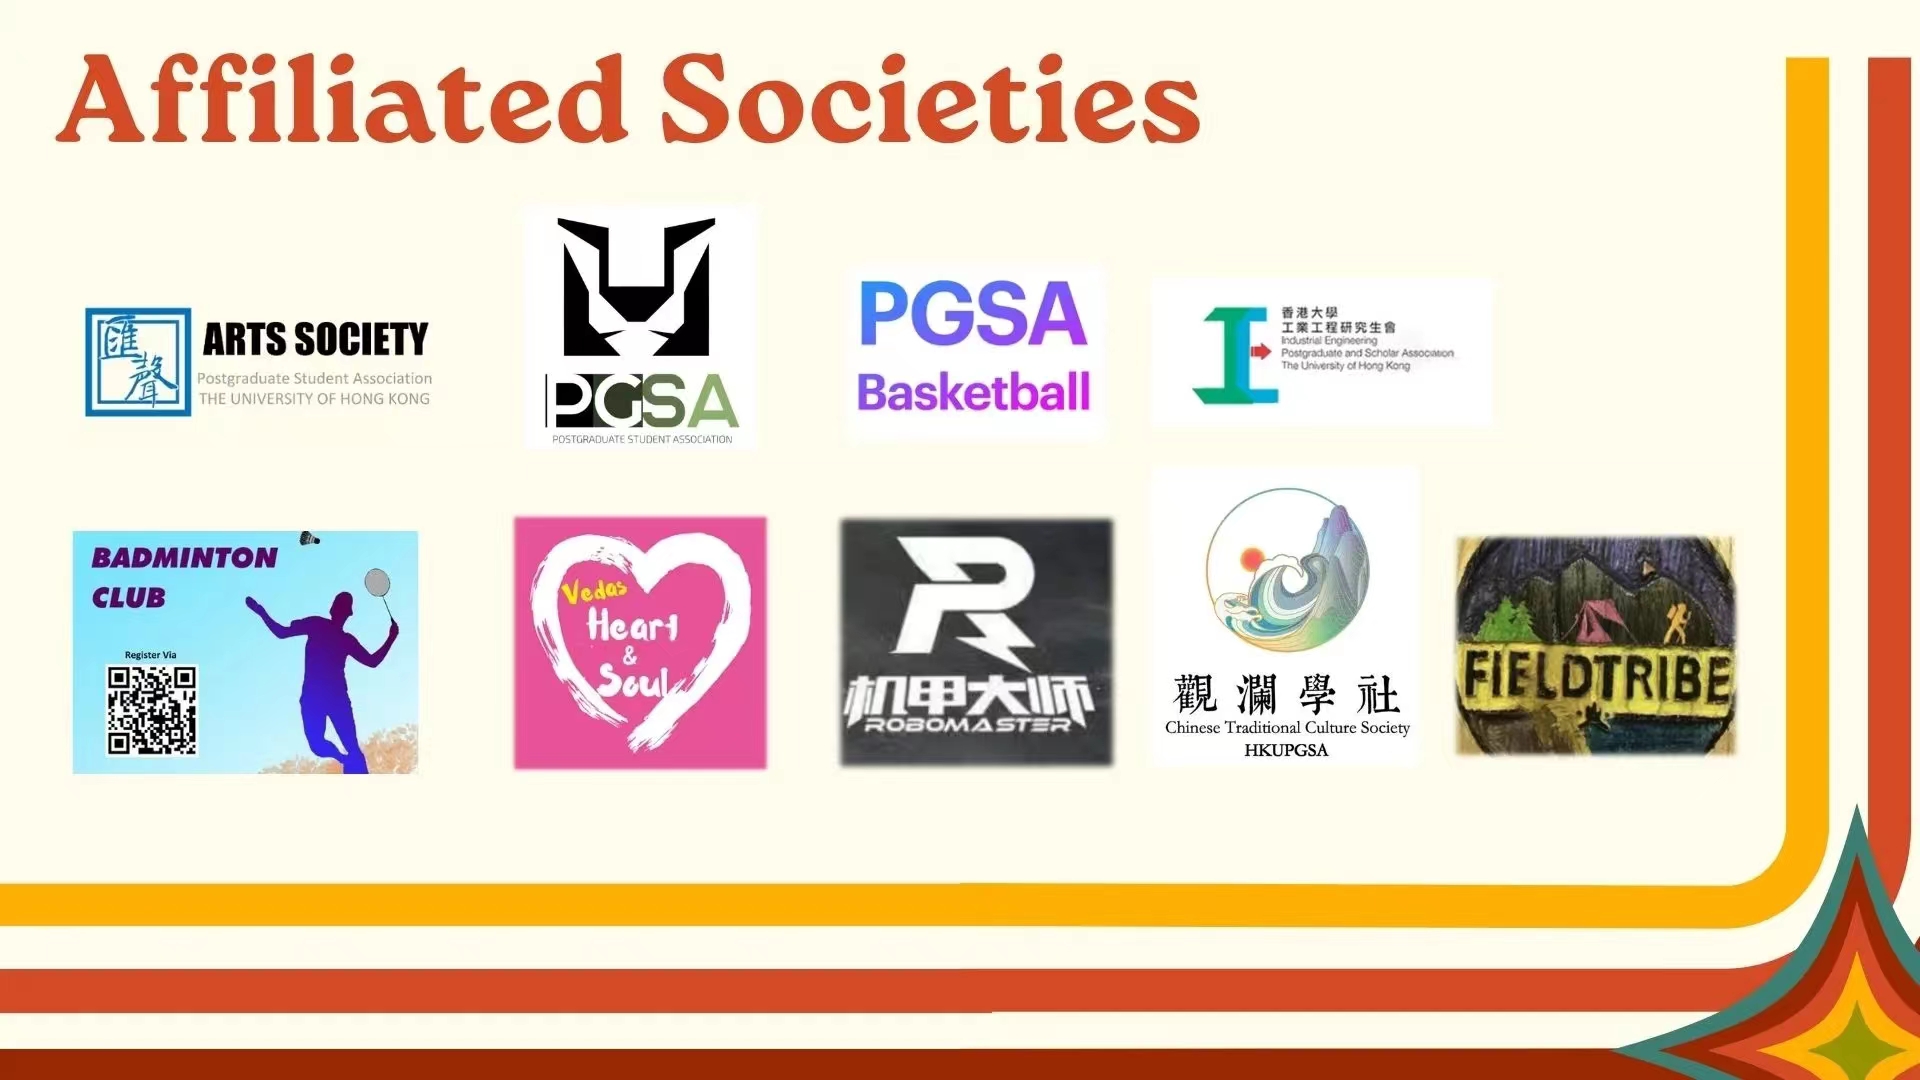 Affiliated Societies
匯聲
ARTS SOCIETY
Postgraduate Student Association
THE UNIVERSITY OF HONG KONG
PGSA
POSTGRADUATE STUDENT ASSOCIATION
PGSA
Basketball
香港大學
工業工程研究生會
Industrial Engineering
Postgraduate and Scholar Association
The University of Hong Kong
BADMINTON
CLUB
Register Via
Vedas
Heart
&
Soul
机甲大师
ROBOMASTER
觀瀾學社
Chinese Traditional Culture Society
HKUPGSA
FIELDTRIBE